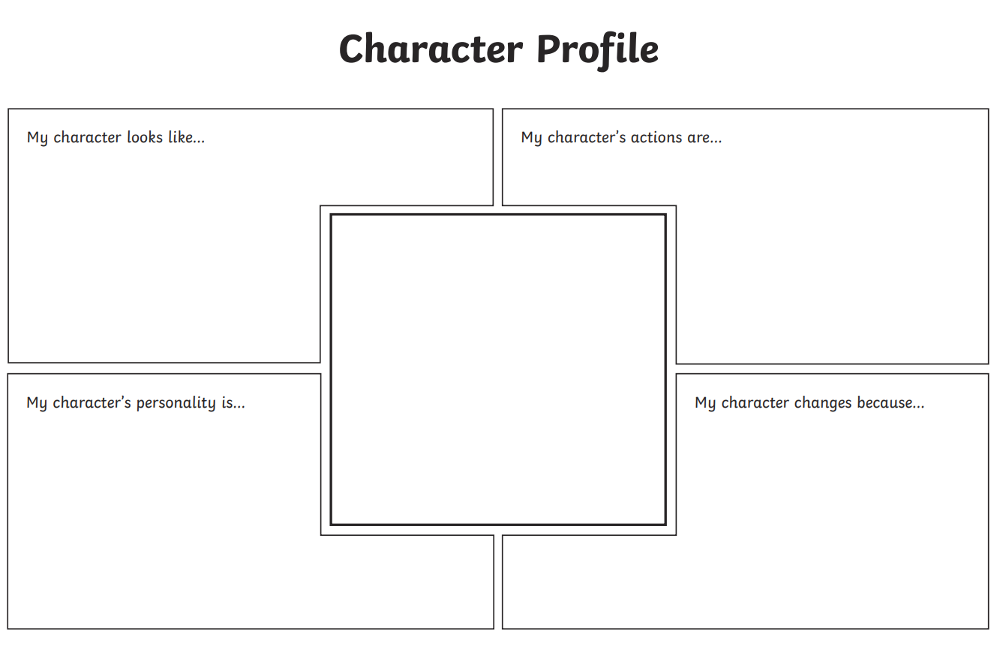 Character Profile
My character looks like...
My character’s actions are...
My character’s personality is...
My character changes because...